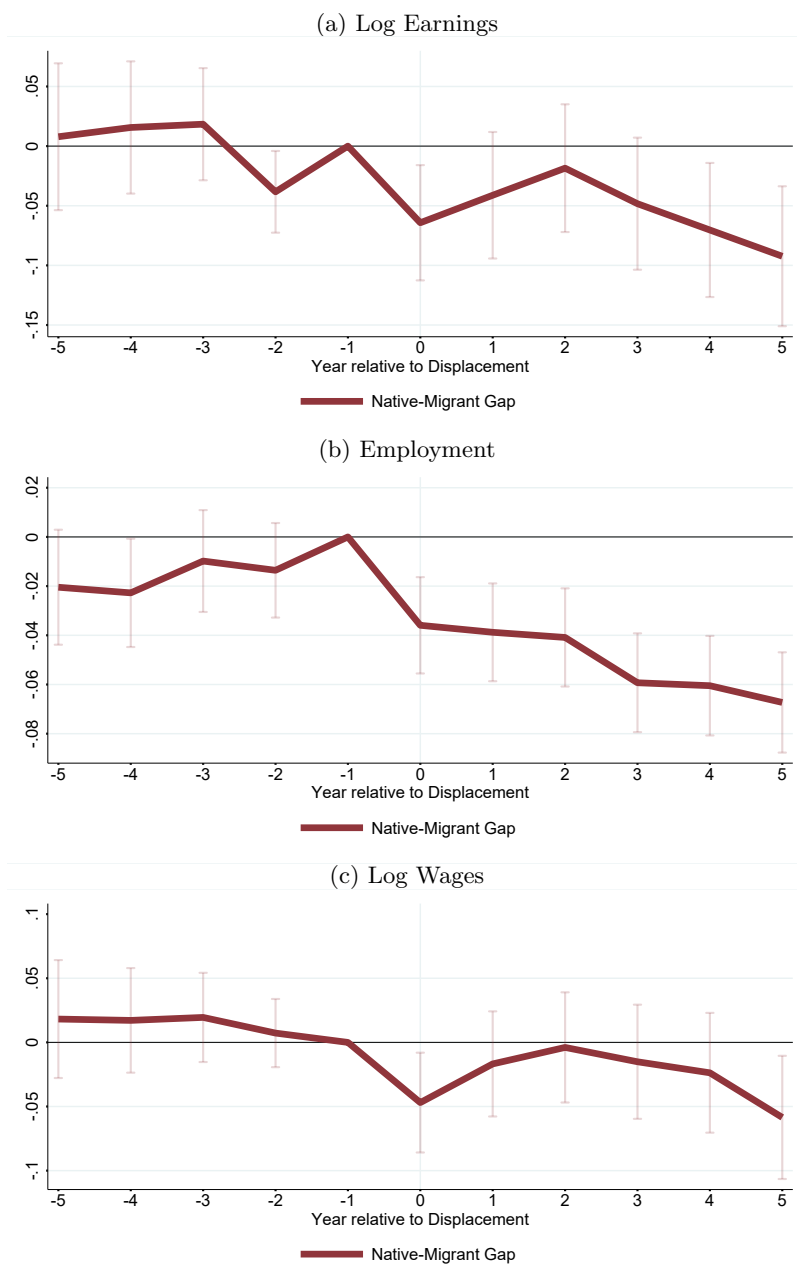 (a) Log Earnings
.05
0
-.05
-.1
-.15
-5 -4 -3 -2 -1 0 1 2 3 4 5
Year relative to Displacement
Native-Migrant Gap
(b) Employment
.02
0
-.02
-.04
-.06
-.08
-5 -4 -3 -2 -1 0 1 2 3 4 5
Year relative to Displacement
Native-Migrant Gap
(c) Log Wages
.1
.05
0
-.05
-.1
-5 -4 -3 -2 -1 0 1 2 3 4 5
Year relative to Displacement
Native-Migrant Gap